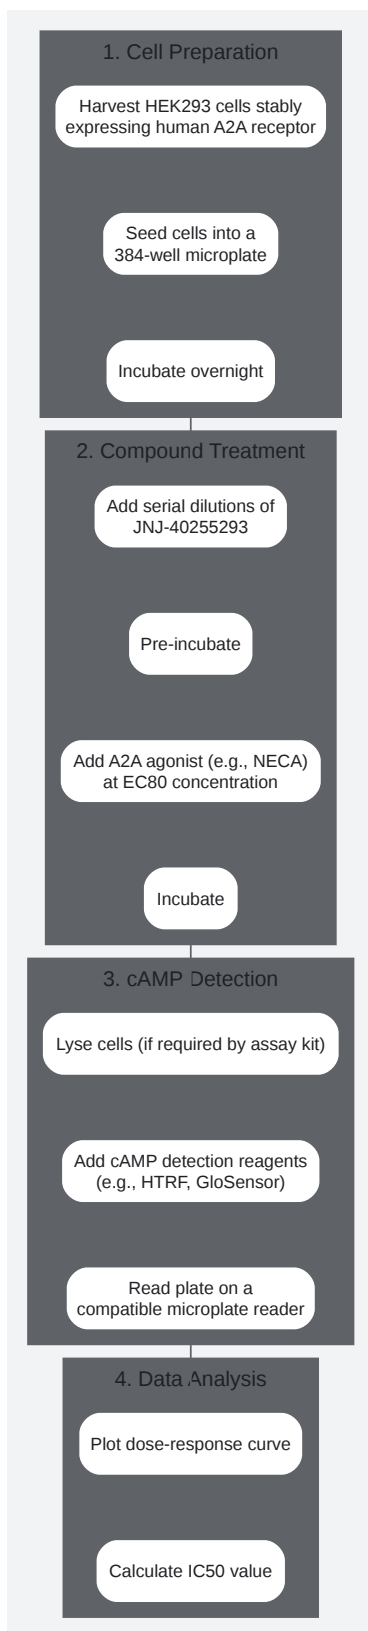 1. Cell Preparation
Harvest HEK293 cells stably
expressing human A2A receptor
Seed cells into a
384-well microplate
Incubate overnight
2. Compound Treatment
Add serial dilutions of
JNJ-40255293
Pre-incubate
Add A2A agonist (e.g., NECA)
at EC80 concentration
Incubate
3. cAMP Detection
Lyse cells (if required by assay kit)
Add cAMP detection reagents
(e.g., HTRF, GloSensor)
Read plate on a
compatible microplate reader
4. Data Analysis
Plot dose-response curve
Calculate IC50 value